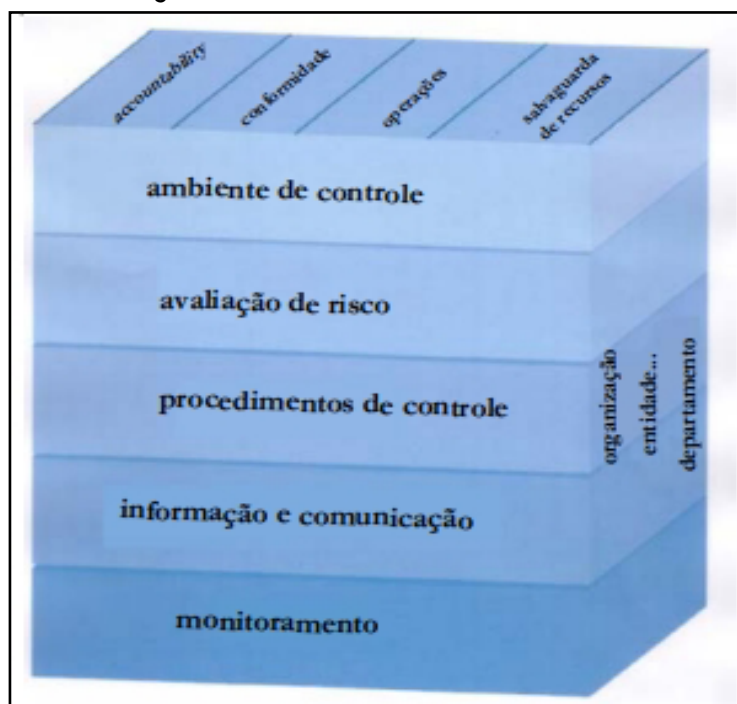 accountability
conformidade
operações
salvaguarda
de recursos
ambiente de controle
avaliação de risco
procedimentos de controle
informação e comunicação
monitoramento
organização
entidade...
departamento